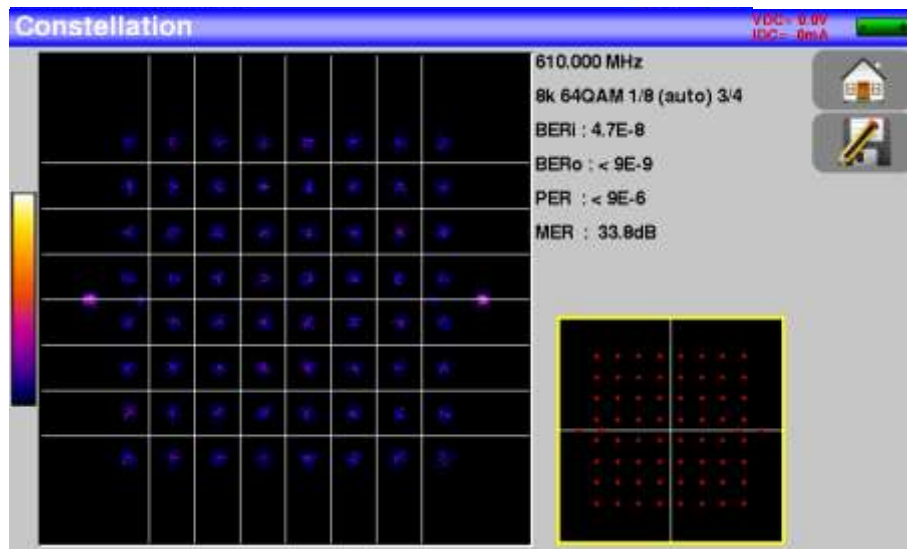 Constellation
VDC= 0.0V
IDC= 0mA
610.000 MHz
8k 64QAM 1/8 (auto) 3/4
BERi : 4.7E-8
BERo : < 9E-9
PER : < 9E-6
MER : 33.8dB